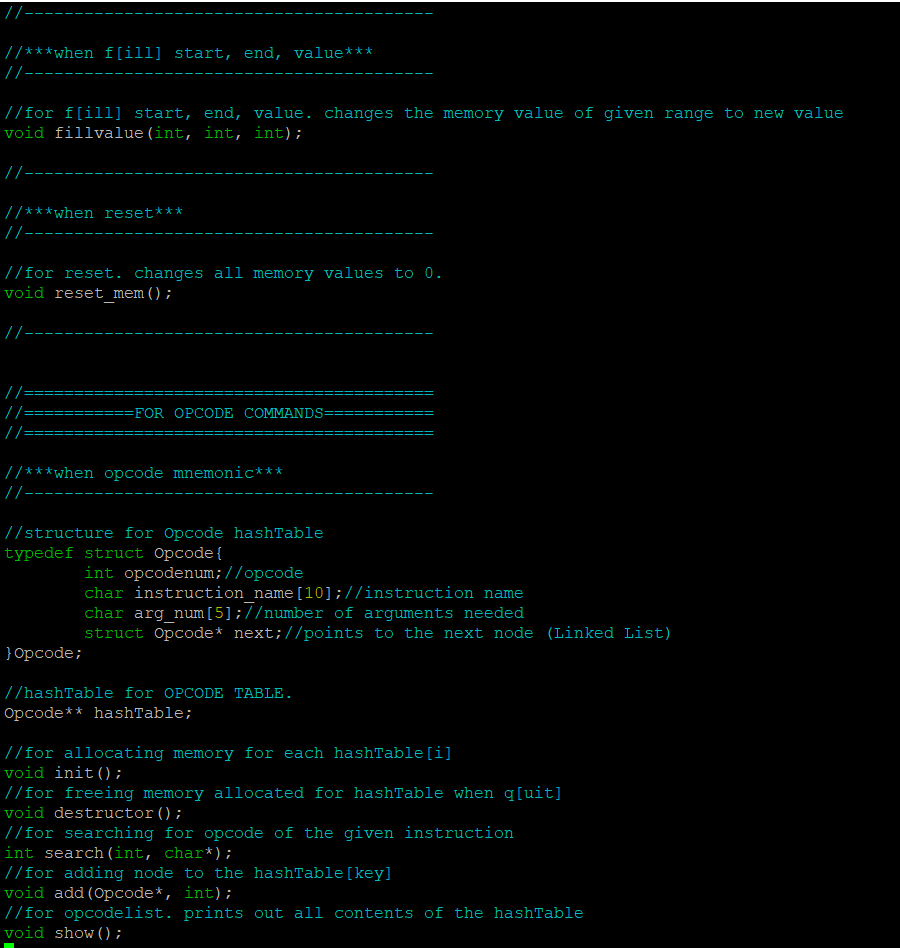 //-----------------------------------------
//***when f[ill] start, end, value***
//-----------------------------------------
//for f[ill] start, end, value. changes the memory value of given range to new value
void fillvalue(int, int, int);
//-----------------------------------------
//***when reset***
//-----------------------------------------
//for reset. changes all memory values to 0.
void reset_mem();
//-----------------------------------------
//=========================================
//===========FOR OPCODE COMMANDS===========
//=========================================
//***when opcode mnemonic***
//-----------------------------------------
//structure for Opcode hashTable
typedef struct Opcode{
        int opcodenum;//opcode
        char instruction_name[10];//instruction name
        char arg_num[5];//number of arguments needed
        struct Opcode* next;//points to the next node (Linked List)
}Opcode;
//hashTable for OPCODE TABLE.
Opcode** hashTable;
//for allocating memory for each hashTable[i]
void init();
//for freeing memory allocated for hashTable when q[uit]
void destructor();
//for searching for opcode of the given instruction
int search(int, char*);
//for adding node to the hashTable[key]
void add(Opcode*, int);
//for opcodelist. prints out all contents of the hashTable
void show();